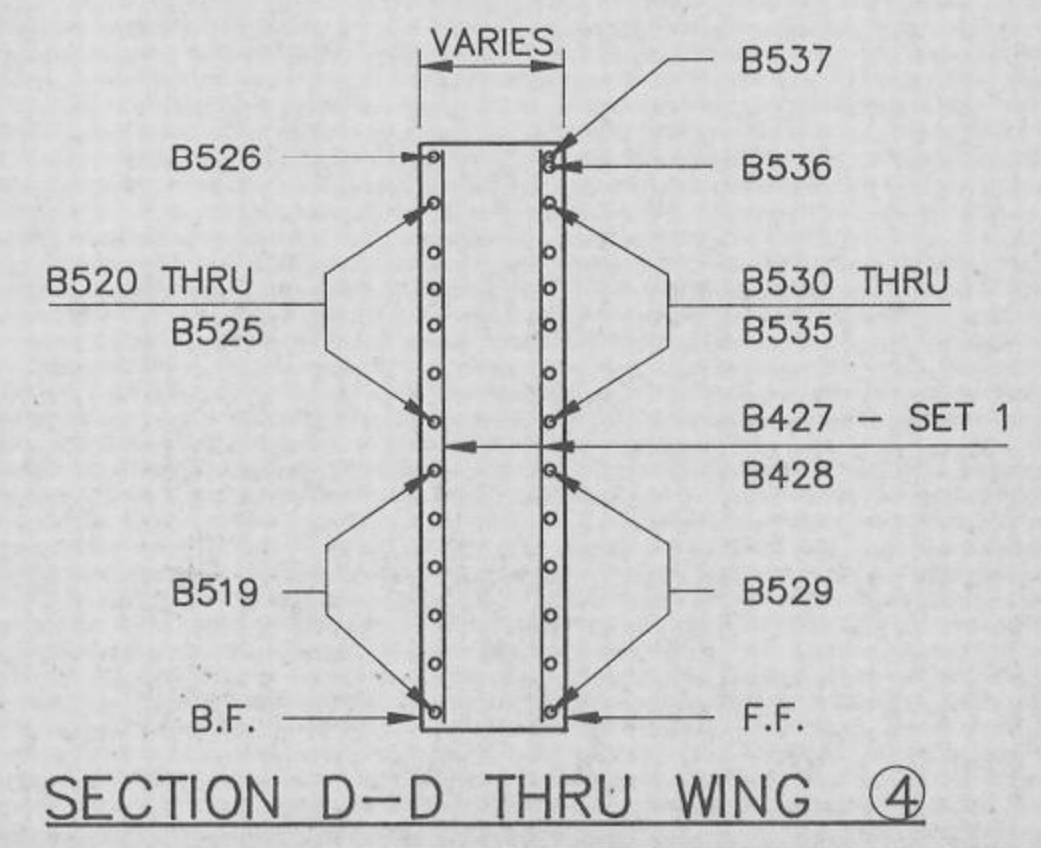 VARIES
B537
B526
B536
B520 THRU
B525
B530 THRU
B535
B427 – SET 1
B428
B519
B529
B.F.
F.F.
SECTION D–D THRU WING ④